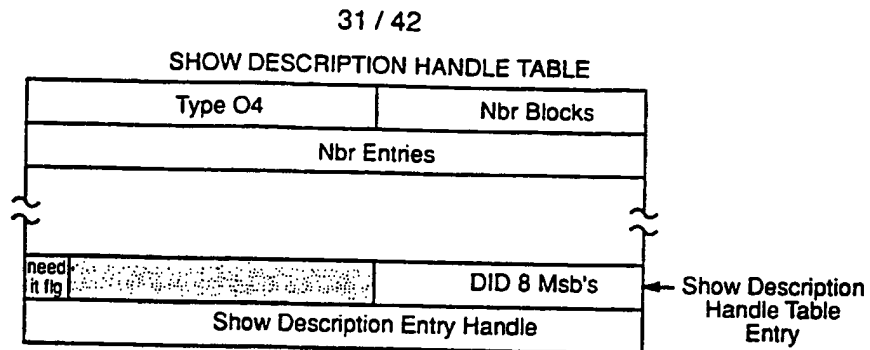 31 / 42
SHOW DESCRIPTION HANDLE TABLE
Type O4 Nbr Blocks
Nbr Entries
need it flg DID 8 Msb's
Show Description Entry Handle
Show Description
Handle Table
Entry